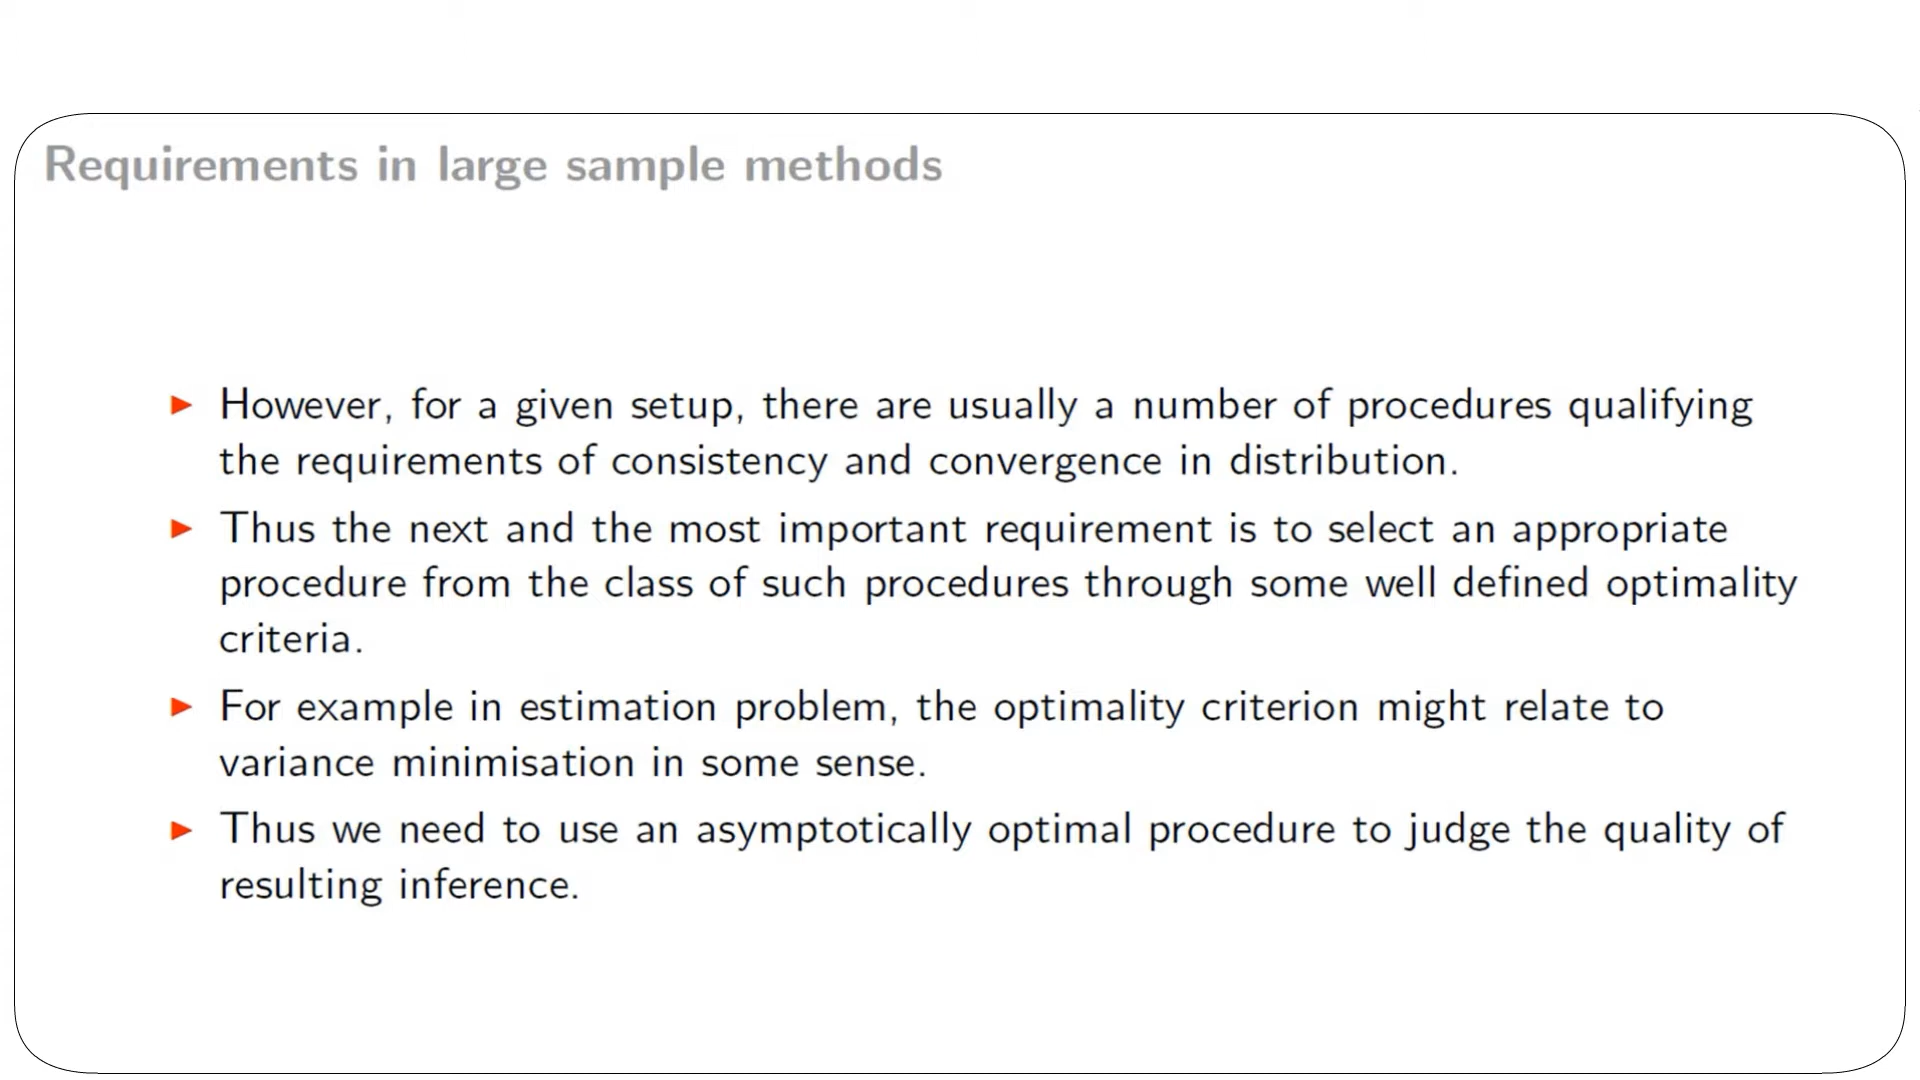 Requirements in large sample methods
However, for a given setup, there are usually a number of procedures qualifying
the requirements of consistency and convergence in distribution.
Thus the next and the most important requirement is to select an appropriate
procedure from the class of such procedures through some well defined optimality
criteria.
For example in estimation problem, the optimality criterion might relate to
variance minimisation in some sense.
Thus we need to use an asymptotically optimal procedure to judge the quality of
resulting inference.